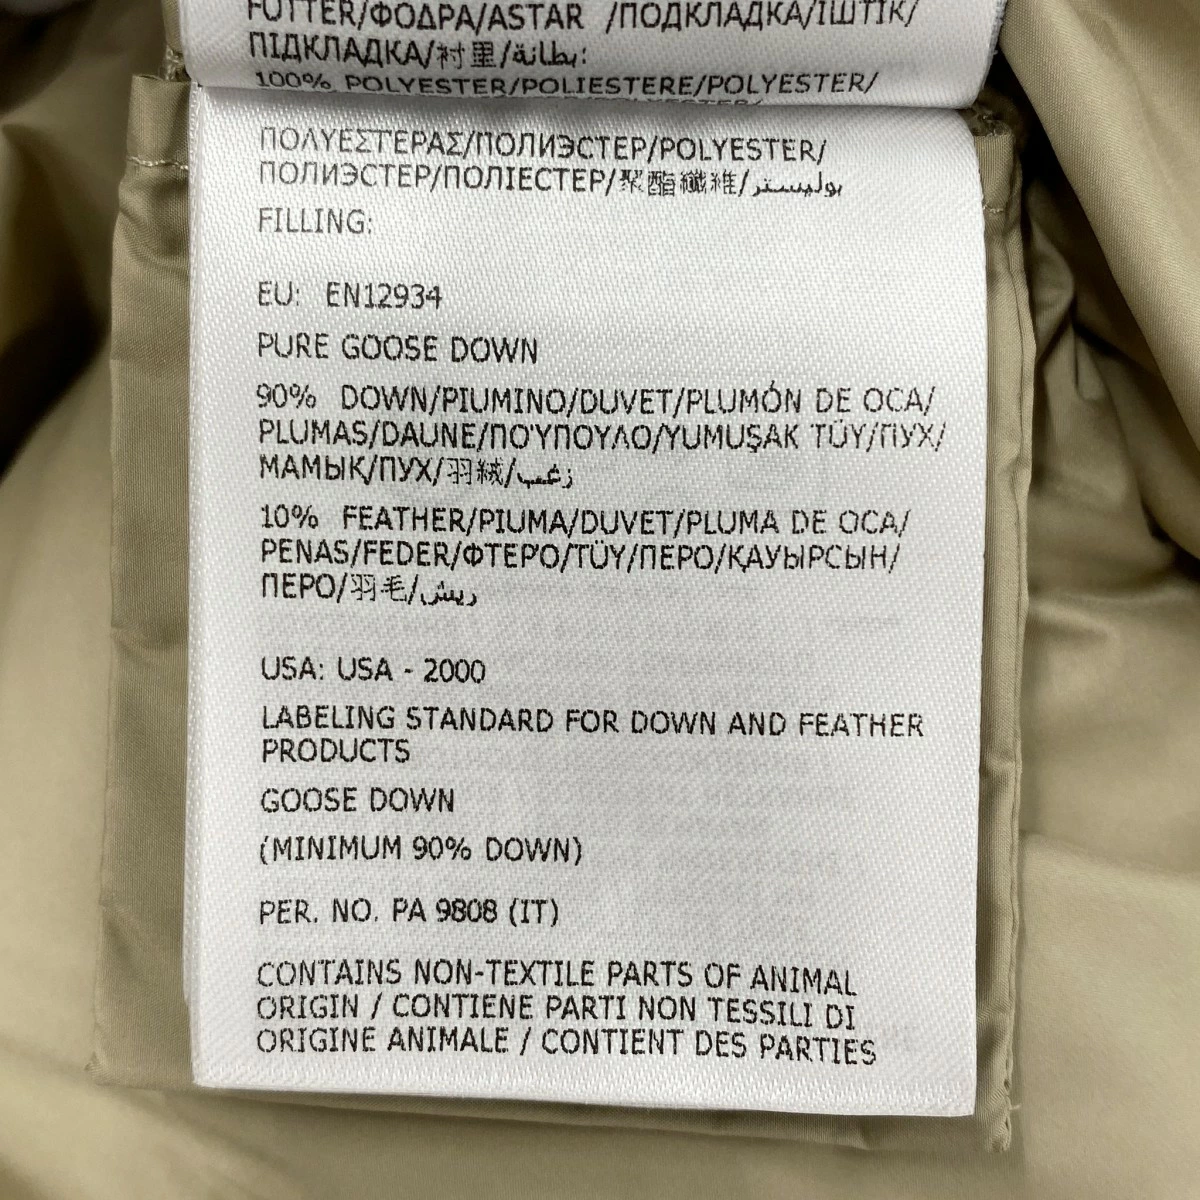 FUTTER/ΦΟΔΡΑ/ASTAR /ПОДКЛАДКА/ІШТІК/
ПІДКЛАДКА/衬里/بطانة:
100% POLYESTER/POLIESTERE/POLYESTER/
ΠΟΛΥΕΣΤΕΡΑΣ/ПОЛИЭСТЕР/POLYESTER/
ПОЛИЭСТЕР/ПОЛІЕСТЕР/聚酯纖維/بوليستر
FILLING:
EU: EN12934
PURE GOOSE DOWN
90% DOWN/PIUMINO/DUVET/PLUMÓN DE OCA/
PLUMAS/DAUNE/ΠΟΎΠΟΥΛΟ/YUMUŞAK TÜY/ПУХ/
МАМЫҚ/ПУХ/羽絨/زغب
10% FEATHER/PIUMA/DUVET/PLUMA DE OCA/
PENAS/FEDER/ΦΤΕΡΌ/TÜY/ПЕРО/ҚАУЫРСЫН/
ПЕРО/羽毛/ريش
USA: USA - 2000
LABELING STANDARD FOR DOWN AND FEATHER
PRODUCTS
GOOSE DOWN
(MINIMUM 90% DOWN)
PER. NO. PA 9808 (IT)
CONTAINS NON-TEXTILE PARTS OF ANIMAL
ORIGIN / CONTIENE PARTI NON TESSILI DI
ORIGINE ANIMALE / CONTIENT DES PARTIES